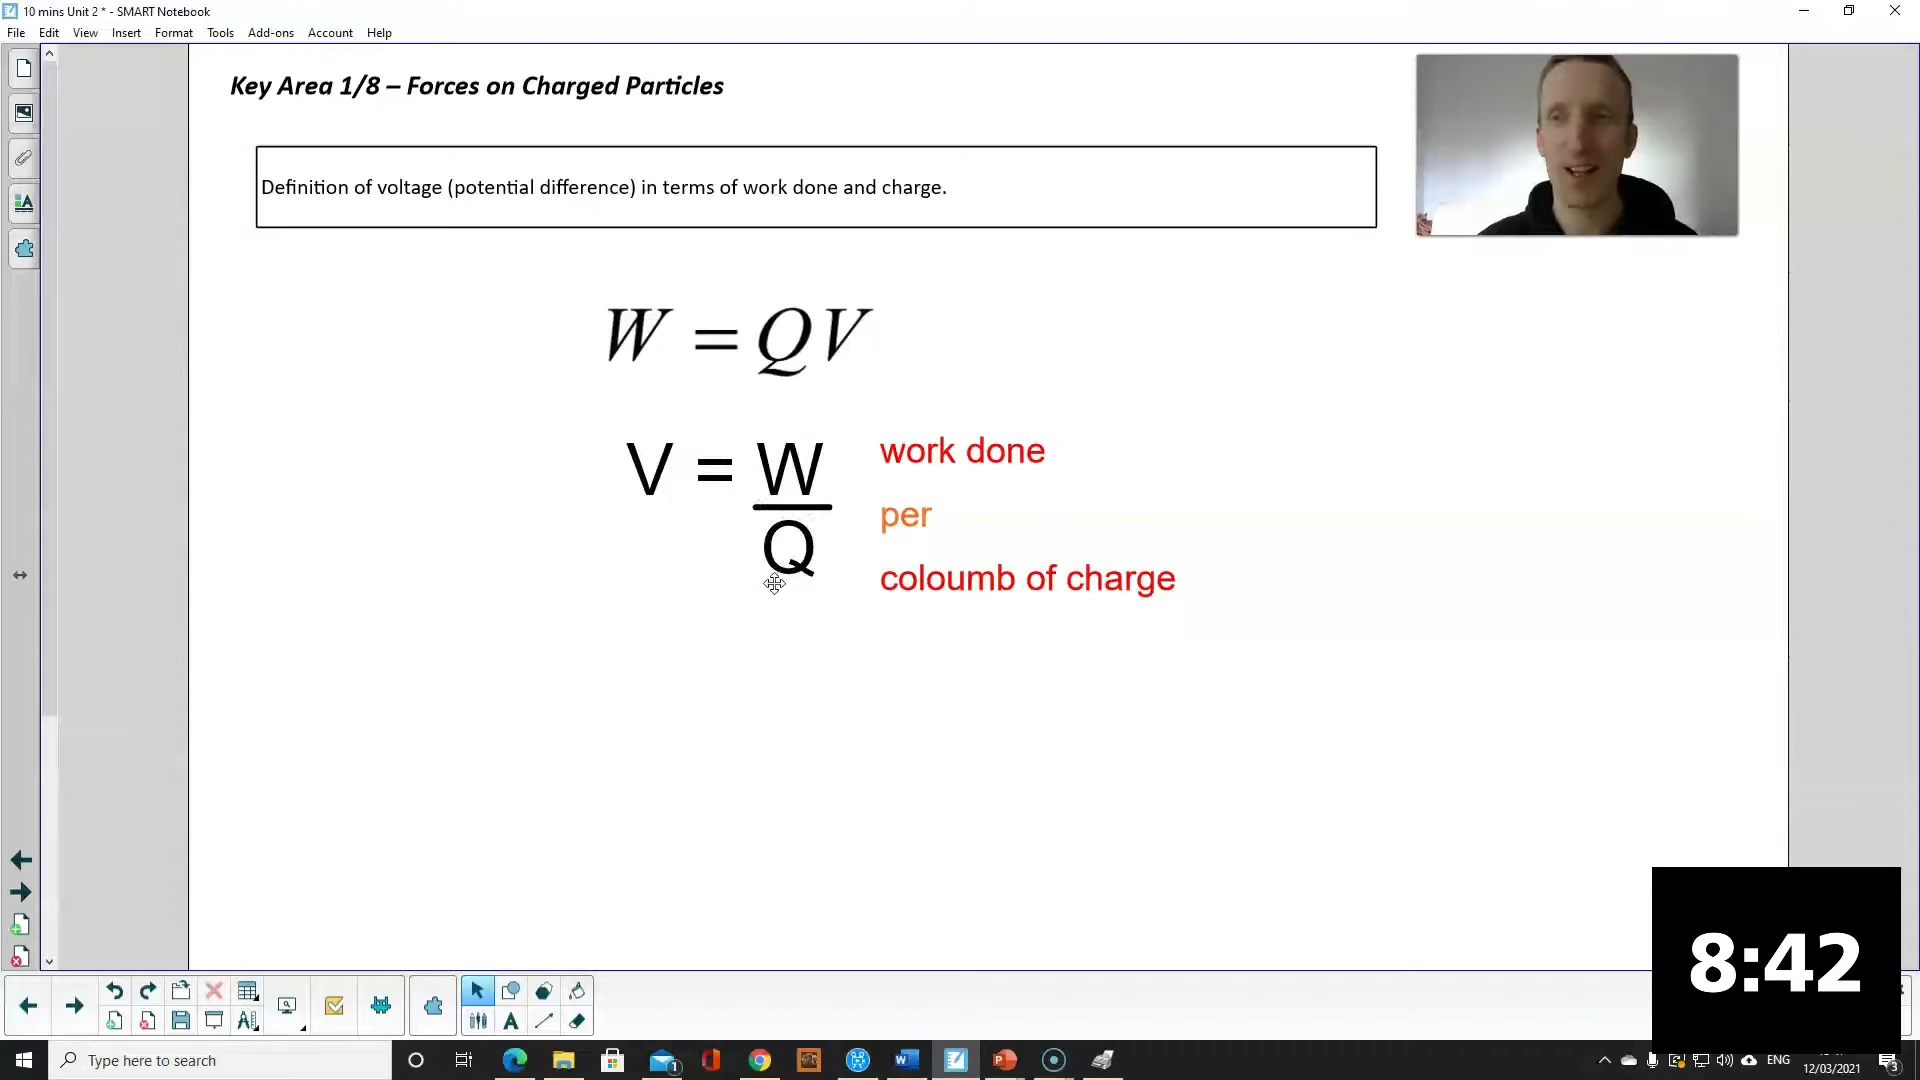 10 mins Unit 2 * - SMART Notebook
File Edit View Insert Format Tools Add-ons Account Help
Key Area 1/8 – Forces on Charged Particles
Definition of voltage (potential difference) in terms of work done and charge.
W = QV
V = W
Q
work done
per
coloumb of charge
8:42
Type here to search
ENG
12/03/2021